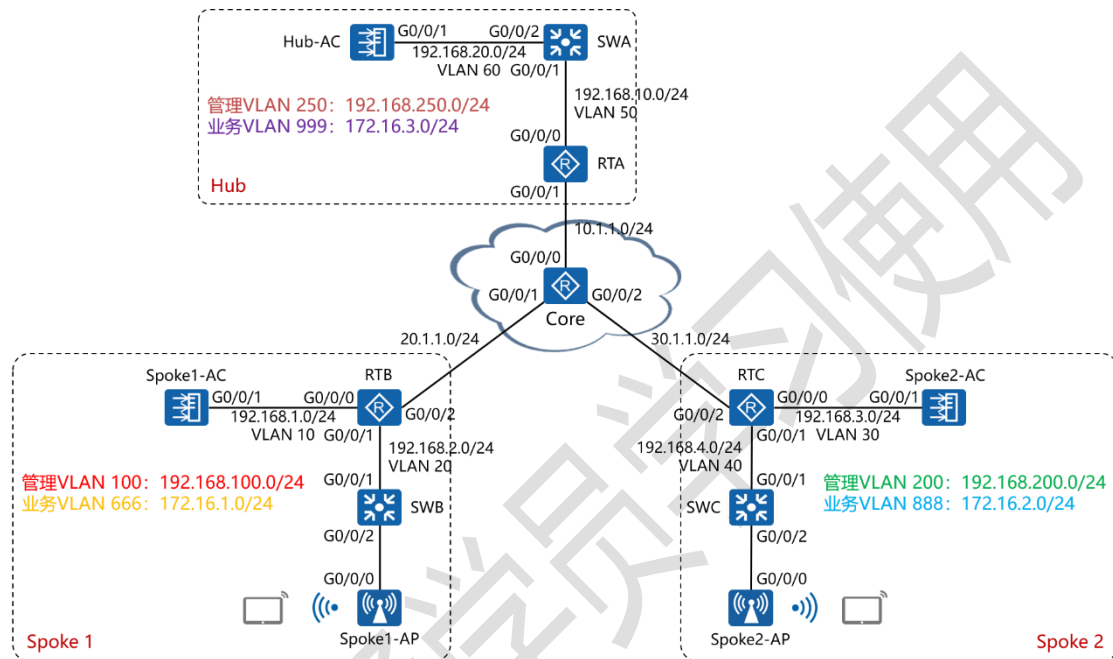 G0/0/1 G0/0/2
Hub-AC SWA
192.168.20.0/24
VLAN 60 G0/0/1
192.168.10.0/24
VLAN 50
管理VLAN 250：192.168.250.0/24
业务VLAN 999：172.16.3.0/24
G0/0/0
R RTA
Hub
G0/0/1
10.1.1.0/24
G0/0/0
G0/0/1 R G0/0/2
Core
20.1.1.0/24 30.1.1.0/24
Spoke1-AC RTB
G0/0/1 G0/0/0 R
192.168.1.0/24 G0/0/2
VLAN 10 G0/0/1
192.168.2.0/24
VLAN 20
管理VLAN 100：192.168.100.0/24
业务VLAN 666：172.16.1.0/24
G0/0/1
SWB
G0/0/2
G0/0/0
Spoke1-AP
Spoke 1
RTC Spoke2-AC
R G0/0/0 G0/0/1
G0/0/2 192.168.3.0/24
G0/0/1 VLAN 30
192.168.4.0/24
VLAN 40
管理VLAN 200：192.168.200.0/24
业务VLAN 888：172.16.2.0/24
G0/0/1
SWC
G0/0/2
G0/0/0
Spoke2-AP
Spoke 2
学员学习使用